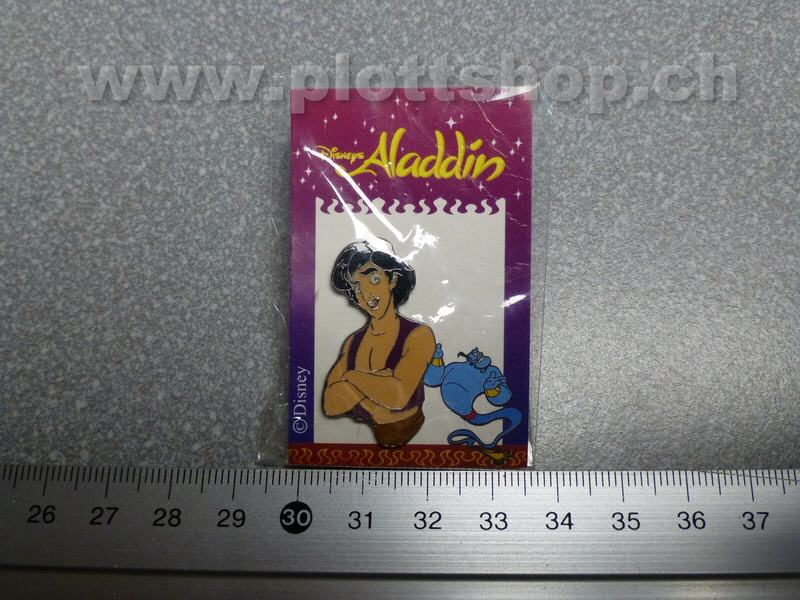 www.plottshop.ch
Disney's Aladdin
©Disney
26 27 28 29 30 31 32 33 34 35 36 37